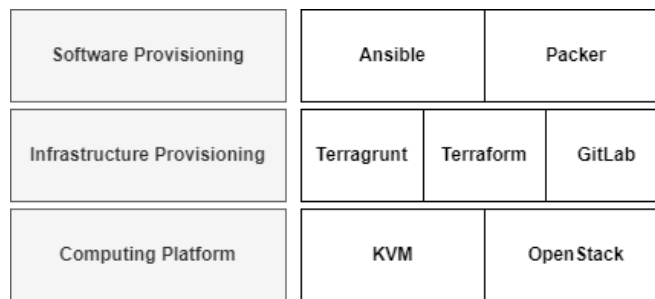 Software Provisioning Ansible Packer
Infrastructure Provisioning Terragrunt Terraform GitLab
Computing Platform KVM OpenStack